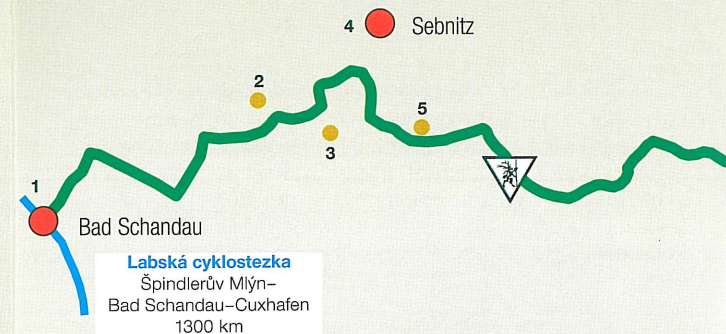 4 Sebnitz
2
5
3
1
Bad Schandau
Labská cyklostezka
Špindlerův Mlýn–
Bad Schandau–Cuxhafen
1300 km